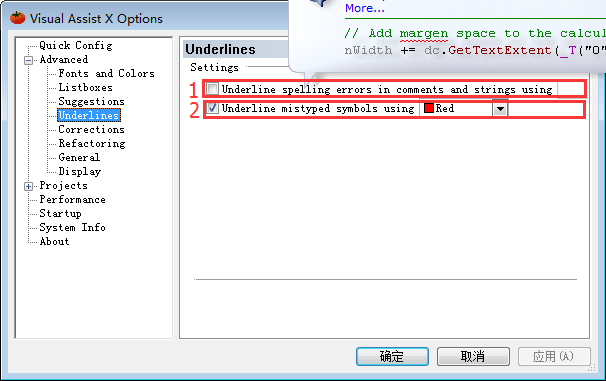 Visual Assist X Options
More...
// Add margen space to the calcu
nWidth += dc.GetTextExtent(_T("O"
Quick Config
Advanced
Fonts and Colors
Listboxes
Suggestions
Underlines
Corrections
Refactoring
General
Display
Projects
Performance
Startup
System Info
About
Underlines
Settings
1 Underline spelling errors in comments and strings using
2 Underline mistyped symbols using Red
确定 取消 应用(A)